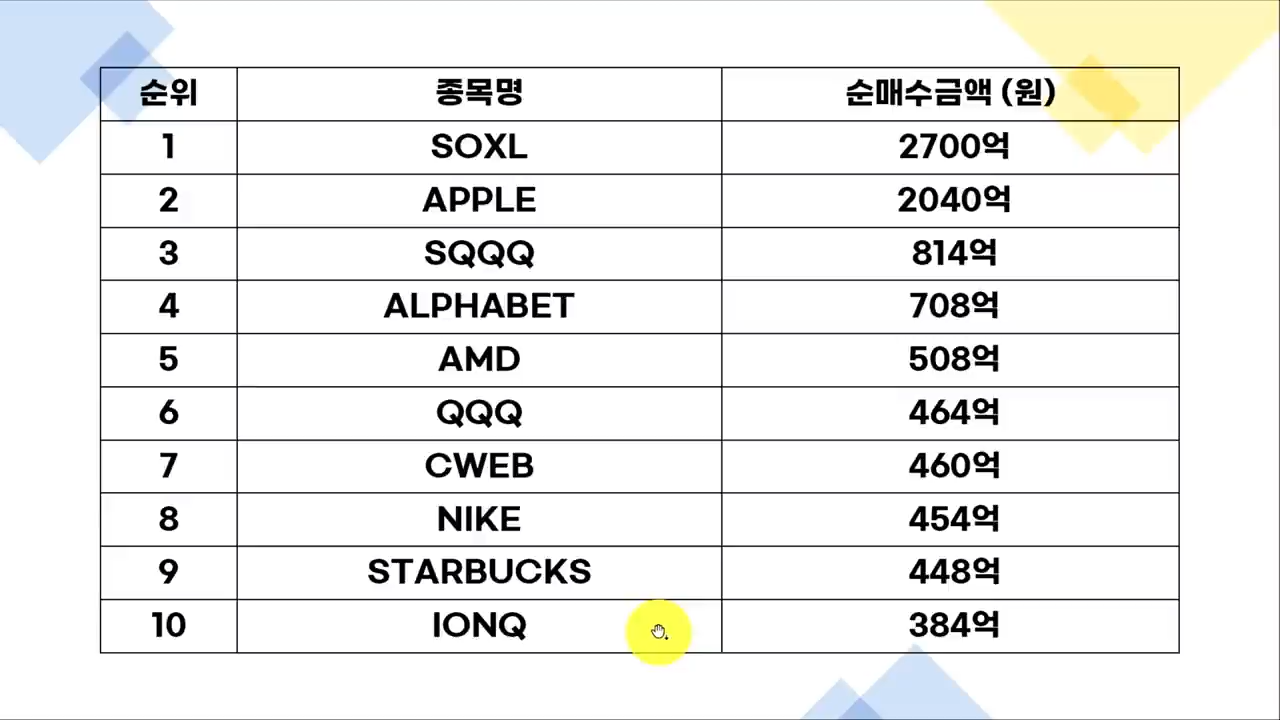 순위 종목명 순매수금액 (원)
1 SOXL 2700억
2 APPLE 2040억
3 SQQQ 814억
4 ALPHABET 708억
5 AMD 508억
6 QQQ 464억
7 CWEB 460억
8 NIKE 454억
9 STARBUCKS 448억
10 IONQ 384억